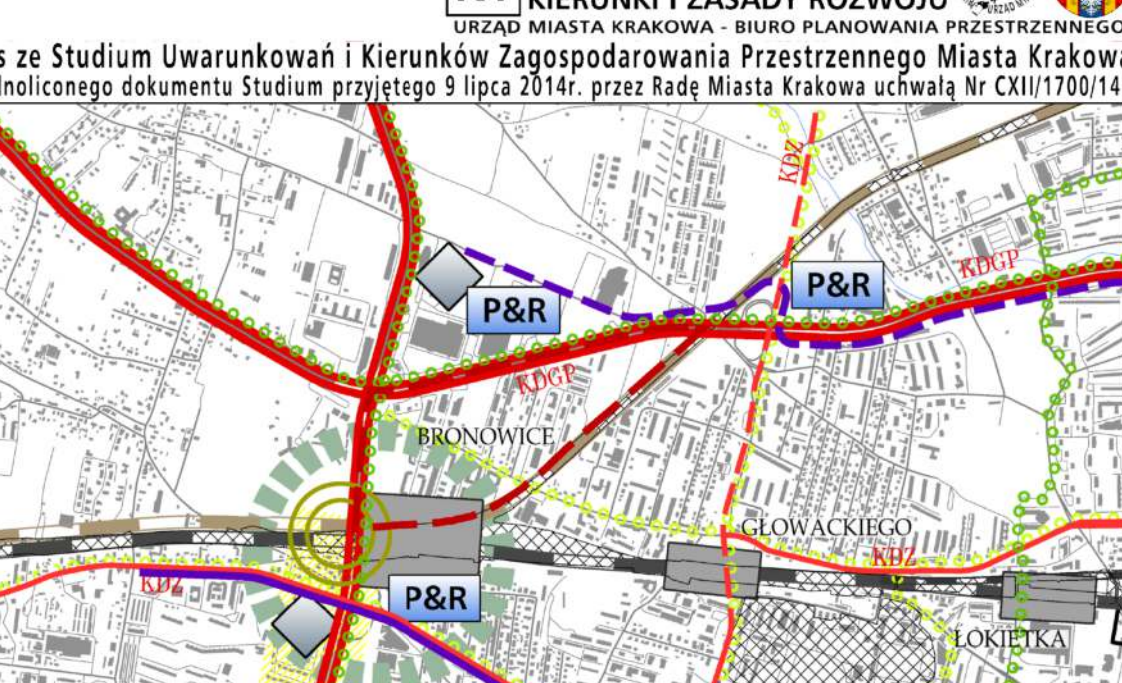 KIERUNKI I ZASADY ROZWOJU
URZĄD MIASTA KRAKOWA - BIURO PLANOWANIA PRZESTRZENNEGO
s ze Studium Uwarunkowań i Kierunków Zagospodarowania Przestrzennego Miasta Krakowa
dnoliconego dokumentu Studium przyjętego 9 lipca 2014r. przez Radę Miasta Krakowa uchwałą Nr CXII/1700/14
KDZ
KDGP
P&R
P&R
KDGP
BRONOWICE
GŁOWACKIEGO
KDZ
KDZ
P&R
ŁOKIETKA